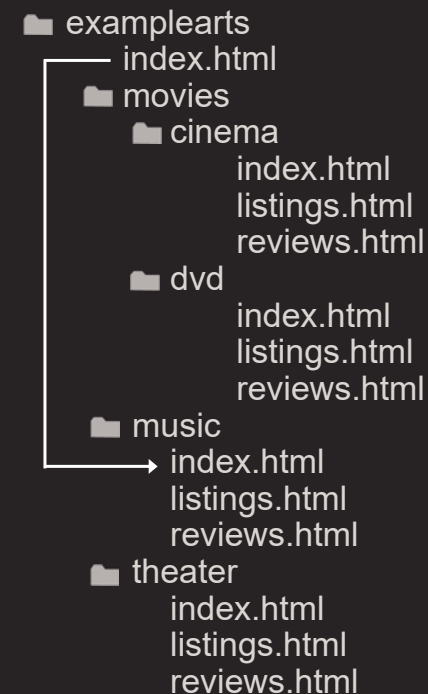 examplearts
index.html
movies
cinema
index.html
listings.html
reviews.html
dvd
index.html
listings.html
reviews.html
music
index.html
listings.html
reviews.html
theater
index.html
listings.html
reviews.html